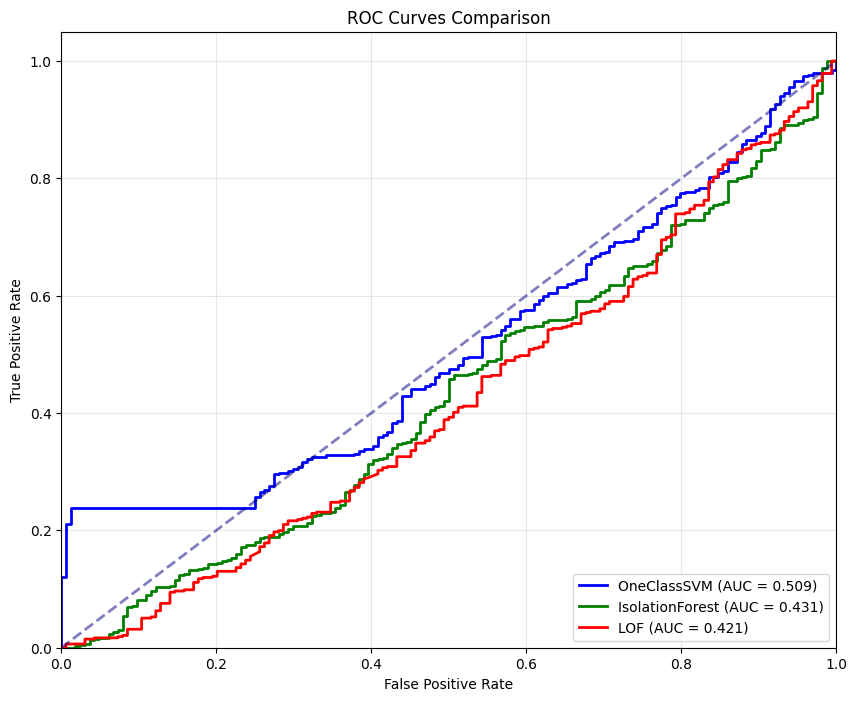 ROC Curves Comparison
True Positive Rate
1.0
0.8
0.6
0.4
0.2
0.0
OneClassSVM (AUC = 0.509)
IsolationForest (AUC = 0.431)
LOF (AUC = 0.421)
0.0 0.2 0.4 0.6 0.8 1.0
False Positive Rate